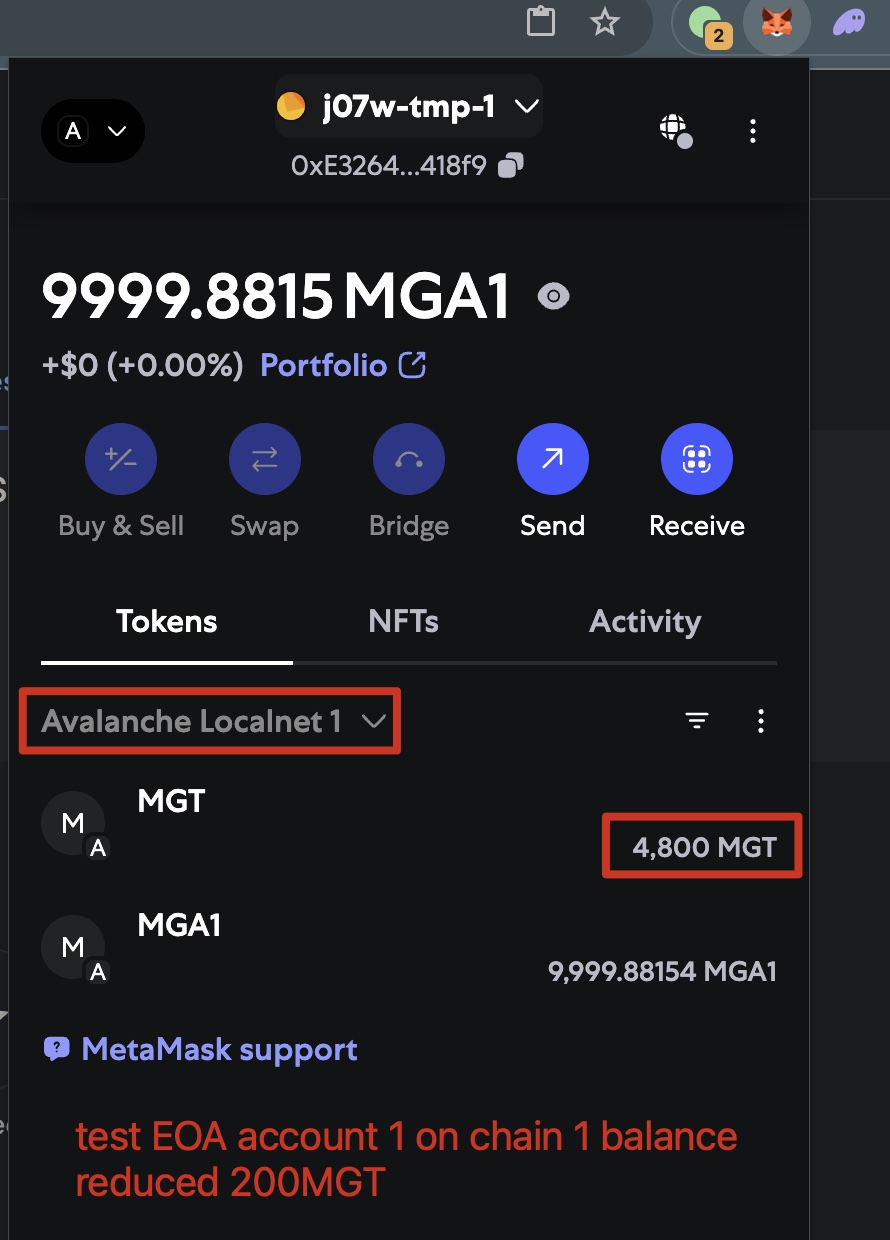 2
A
j07w-tmp-1
0xE3264...418f9
9999.8815 MGA1
+$0 (+0.00%) Portfolio
Buy & Sell
Swap
Bridge
Send
Receive
Tokens
NFTs
Activity
Avalanche Localnet 1
M
A
MGT
4,800 MGT
M
A
MGA1
9,999.88154 MGA1
? MetaMask support
test EOA account 1 on chain 1 balance
reduced 200MGT